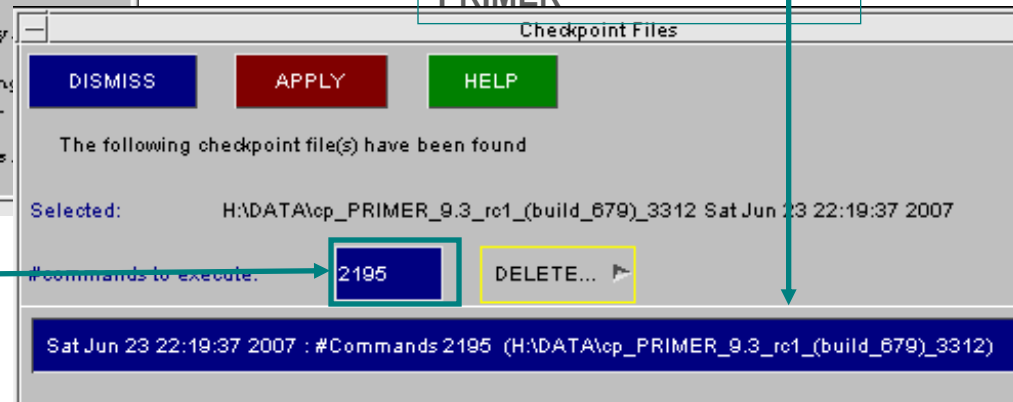 PRIMER
Checkpoint Files
DISMISS APPLY HELP
The following checkpoint file(s) have been found
Selected: H:\DATA\cp_PRIMER_9.3_rc1_(build_679)_3312 Sat Jun 23 22:19:37 2007
#commands to execute: 2195 DELETE...
Sat Jun 23 22:19:37 2007 : #Commands 2195 (H:\DATA\cp_PRIMER_9.3_rc1_(build_679)_3312)